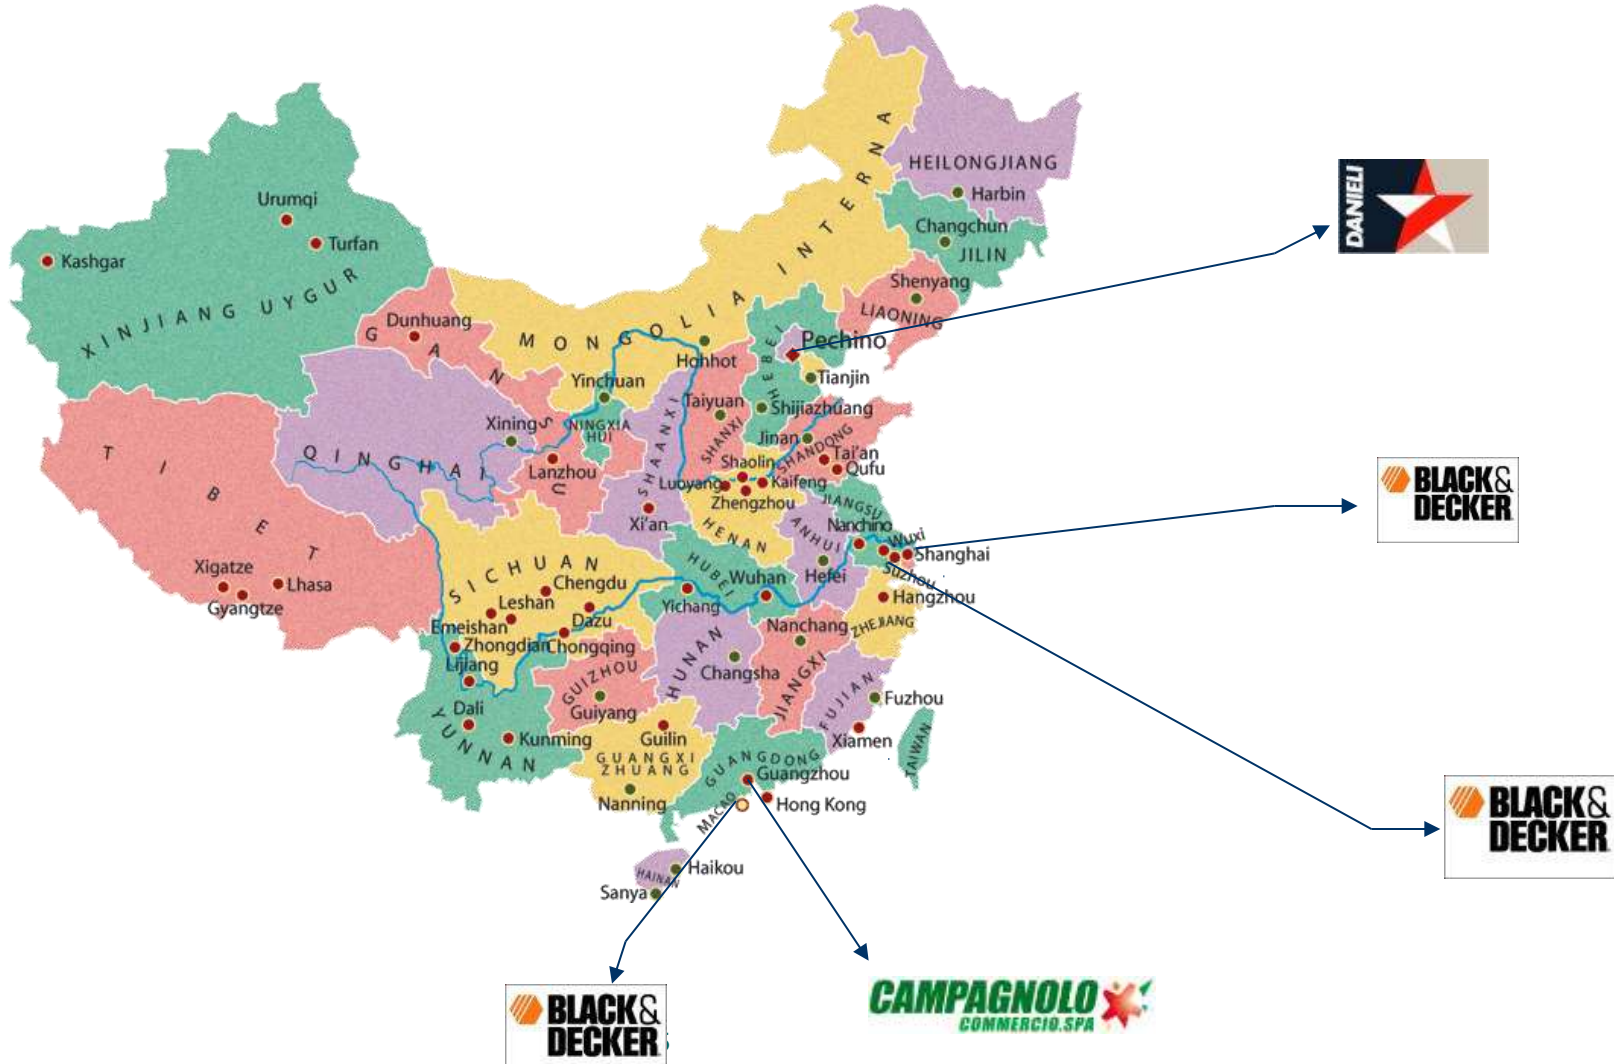 HEILONGJIANG
Harbin
DANIELI
Urumqi
Turfan
Kashgar
XINJIANG UYGUR
Changchun
JILIN
Shenyang
LIAONING
MONGOLIA INTERNA
Dunhuang
GANSU
Hohhot
HEBEI
Pechino
Tianjin
Yinchuan
NINGXIA
HUI
Taiyuan
SHANXI
Shijiazhuang
Xining
QINGHAI
Lanzhou
SHAANXI
Jinan
SHANDONG
Tai'an
Qufu
Shaolin
Luoyang
Kaifeng
Zhengzhou
TIBET
Xi'an
HENAN
JIANGSU
ANHUI
Nanchino
Wuxi
Shanghai
Suzhou
Hefei
BLACK&
DECKER
Xigatze
Lhasa
Gyangtze
SICHUAN
Chengdu
Leshan
Emeishan
Dazu
Zhongdian
Chongqing
Lijiang
HUBEI
Wuhan
Yichang
Hangzhou
ZHEJIANG
Nanchang
HUNAN
Changsha
JIANGXI
FUJIAN
Fuzhou
Xiamen
TAIWAN
GUIZHOU
Guiyang
Dali
YUNNAN
Kunming
Guilin
GUANGXI
ZHUANG
Nanning
GUANGDONG
Guangzhou
MACAO
Hong Kong
BLACK&
DECKER
Haikou
HAINAN
Sanya
BLACK&
DECKER
CAMPAGNOLO
COMMERCIO.SPA